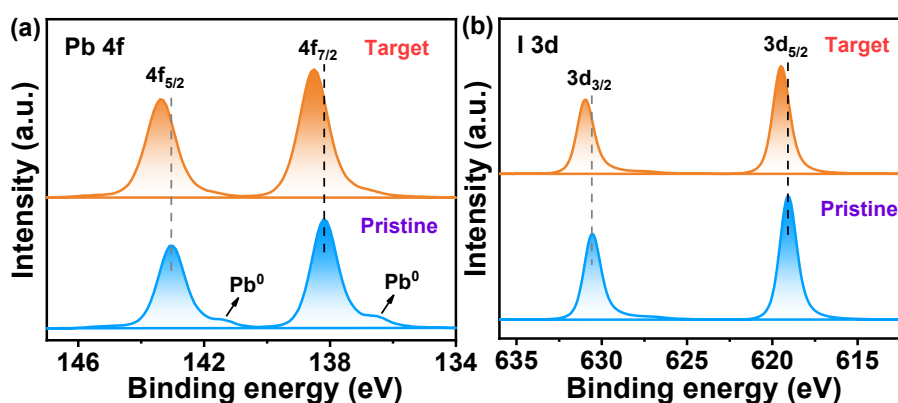 (a)
Pb 4f
4f5/2
4f7/2
Target
Pristine
Pb0
Pb0
Intensity (a.u.)
146
142
138
134
Binding energy (eV)
(b)
I 3d
3d3/2
3d5/2
Target
Pristine
Intensity (a.u.)
635
630
625
620
615
Binding energy (eV)